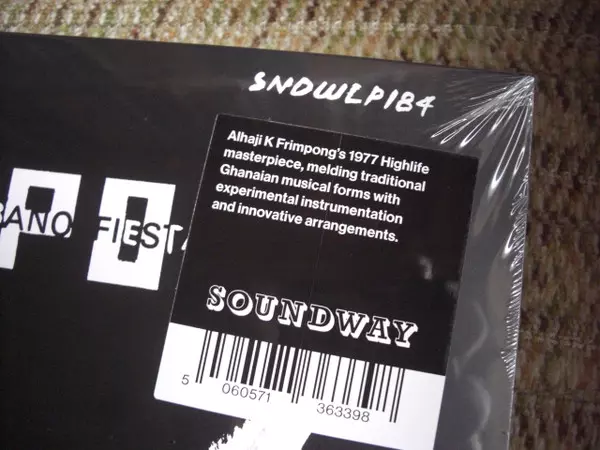 SNDWLP184
Alhaji K Frimpong's 1977 Highlife
masterpiece, melding traditional
Ghanaian musical forms with
experimental instrumentation
and innovative arrangements.
BANO FIESTA
SOUNDWAY
5 060571 363398